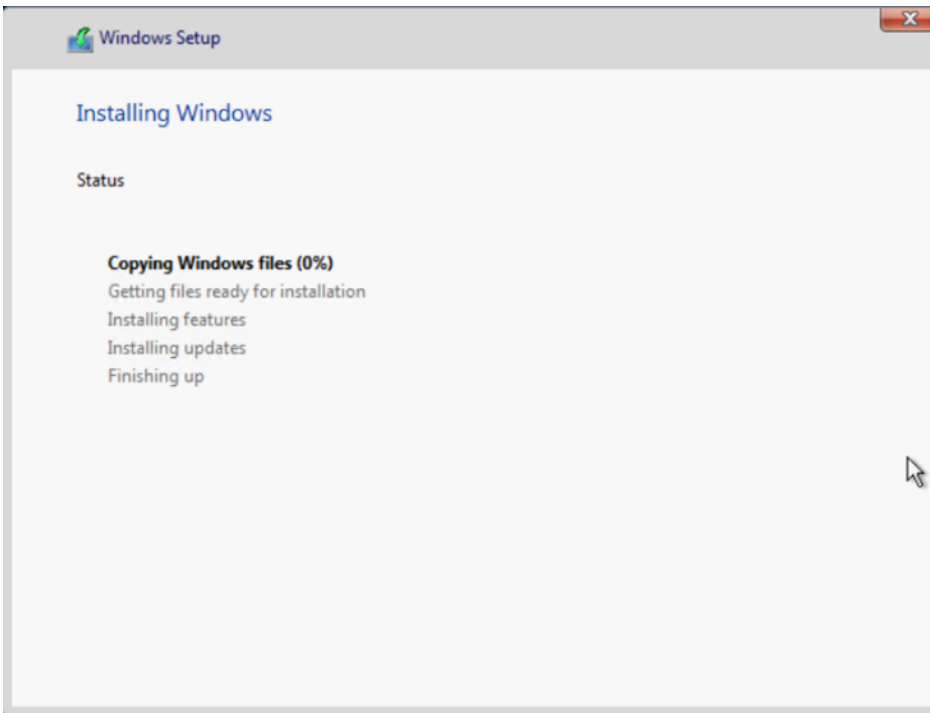 Windows Setup
Installing Windows
Status
Copying Windows files (0%)
Getting files ready for installation
Installing features
Installing updates
Finishing up